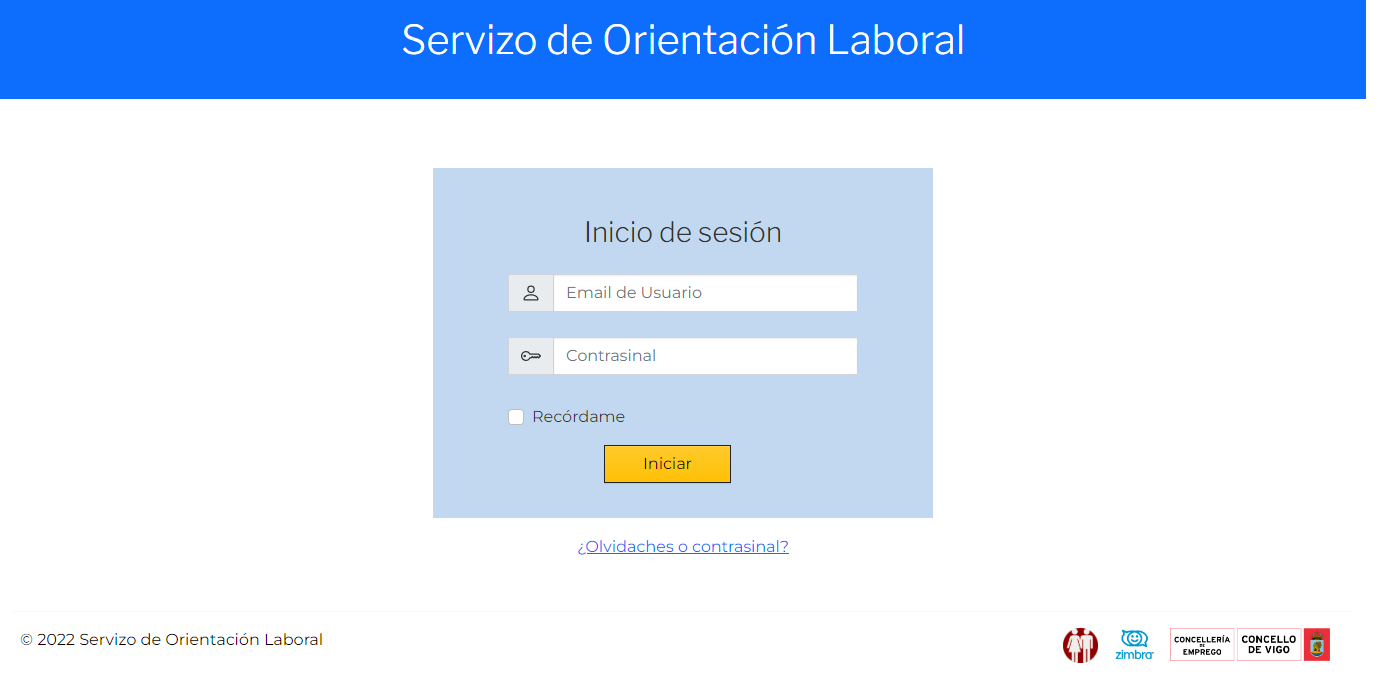 Servizo de Orientación Laboral
Inicio de sesión
Email de Usuario
Contrasinal
Recórdame
Iniciar
¿Olvidaches o contrasinal?
© 2022 Servizo de Orientación Laboral
zimbra
CONCELLERÍA
DE
EMPREGO
CONCELLO
DE VIGO